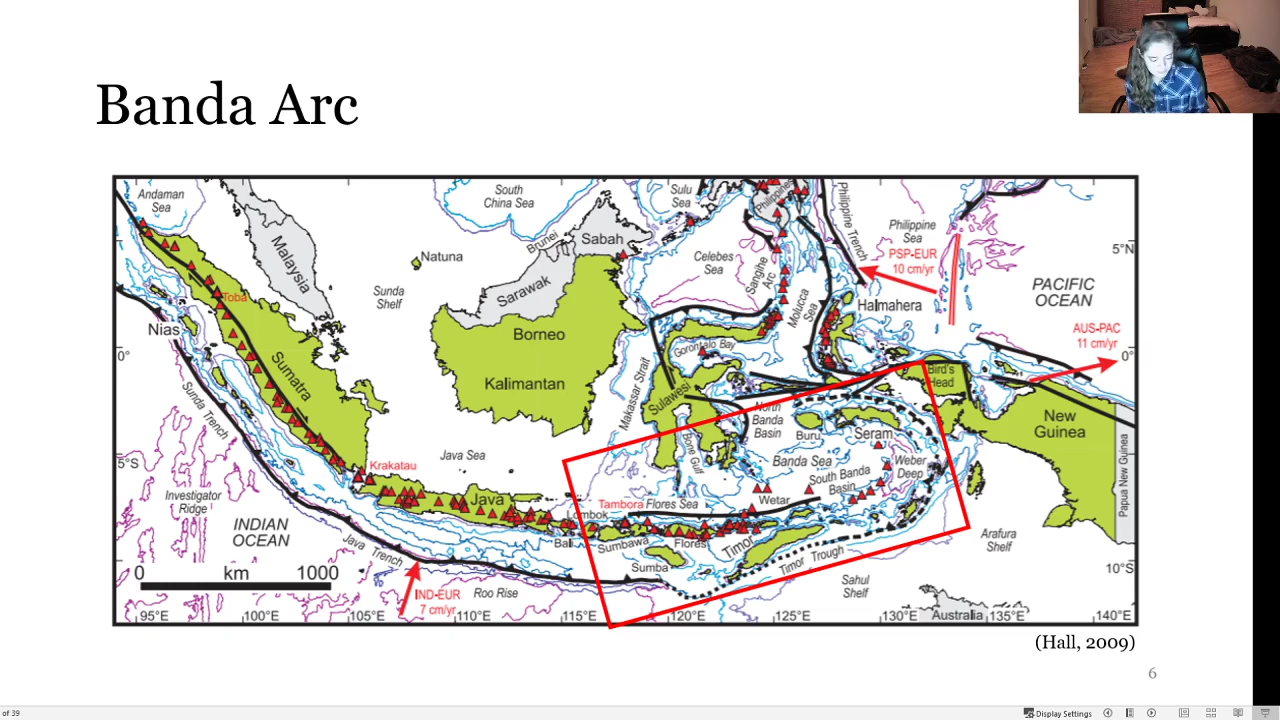 Banda Arc
Andaman
Sea
South
China Sea
Sulu
Sea
Philippines
Philippine Trench
Philippine
Sea
5°N
Malaysia
Natuna
Brunei
Sabah
Celebes
Sea
Sangihe
Arc
PSP-EUR
10 cm/yr
PACIFIC
OCEAN
Toba
Sunda
Shelf
Sarawak
Molucca
Sea
Halmahera
AUS-PAC
11 cm/yr
Nias
Borneo
Gorontalo Bay
0°
0°
Sumatra
Kalimantan
Makassar Strait
Sulawesi
Bird's
Head
Sunda Trench
North
Banda
Basin
Buru
Seram
New
Guinea
Papua New Guinea
5°S
Krakatau
Java Sea
Bone Gulf
Banda Sea
South Banda
Basin
Weber
Deep
Investigator
Ridge
Java
Tambora
Flores Sea
Wetar
Lombok
INDIAN
OCEAN
Java Trench
Bali
Sumbawa
Flores
Timor
Arafura
Shelf
Sumba
Timor Trough
10°S
0
km
1000
IND-EUR
7 cm/yr
Roo Rise
Sahul
Shelf
95°E
100°E
105°E
110°E
115°E
120°E
125°E
130°E
Australia
135°E
140°E
(Hall, 2009)
6
of 39
Display Settings